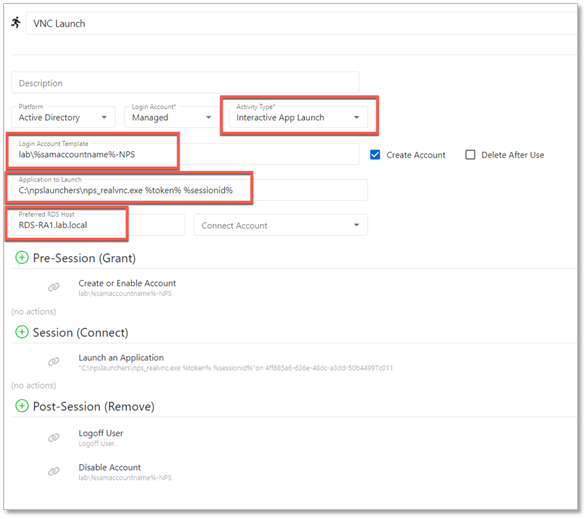 VNC Launch
Description
Platform
Active Directory
Login Account*
Managed
Activity Type*
Interactive App Launch
Login Account Template
lab\%samaccountname%-NPS
Create Account
Delete After Use
Application to Launch
C:\npslaunchers\nps_realvnc.exe %token% %sessionid%
Preferred RDS Host
RDS-RA1.lab.local
Connect Account
Pre-Session (Grant)
Create or Enable Account
lab\%samaccountname%-NPS
(no actions)
Session (Connect)
Launch an Application
"C:\npslaunchers\nps_realvnc.exe %token% %sessionid%"on 4ff685a6-636e-48dc-a3dd-50b44997c011
(no actions)
Post-Session (Remove)
Logoff User
Logoff User.
Disable Account
lab\%samaccountname%-NPS